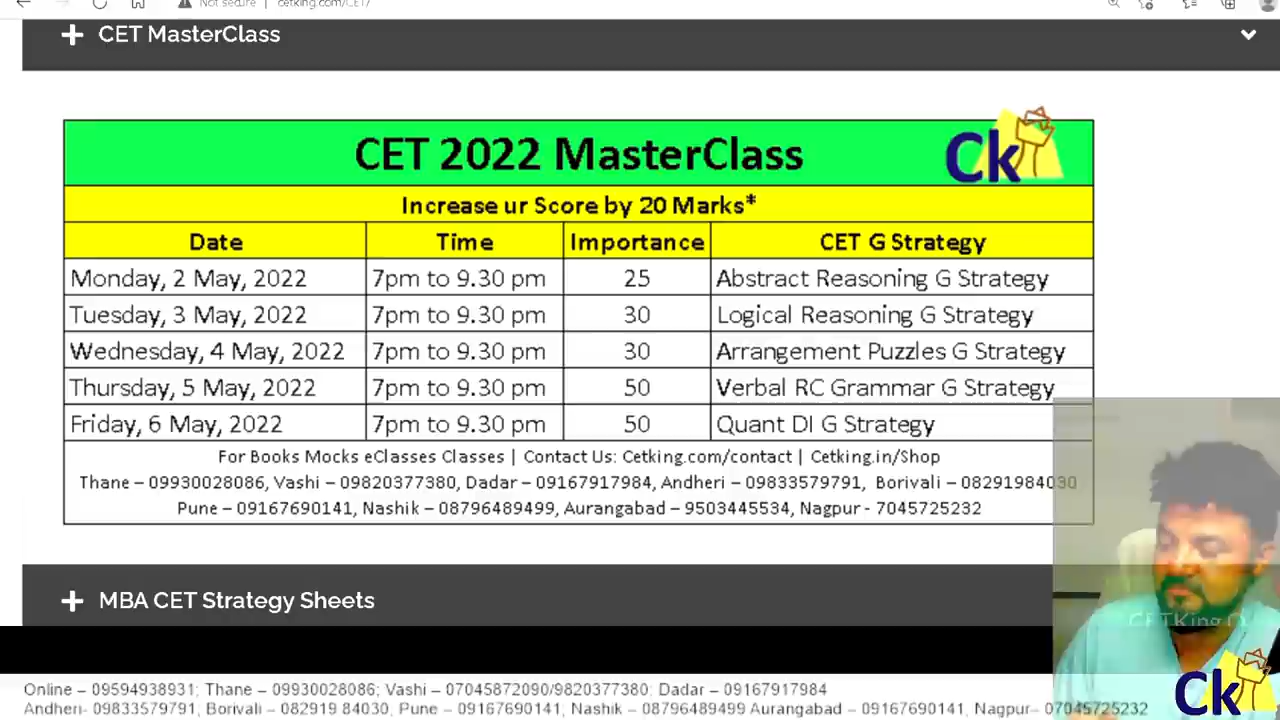 Not secure | cetking.com/CET/
+ CET MasterClass
CET 2022 MasterClass
Ck
Increase ur Score by 20 Marks*
Date Time Importance CET G Strategy
Monday, 2 May, 2022 7pm to 9.30 pm 25 Abstract Reasoning G Strategy
Tuesday, 3 May, 2022 7pm to 9.30 pm 30 Logical Reasoning G Strategy
Wednesday, 4 May, 2022 7pm to 9.30 pm 30 Arrangement Puzzles G Strategy
Thursday, 5 May, 2022 7pm to 9.30 pm 50 Verbal RC Grammar G Strategy
Friday, 6 May, 2022 7pm to 9.30 pm 50 Quant DI G Strategy
For Books Mocks eClasses Classes | Contact Us: Cetking.com/contact | Cetking.in/Shop
Thane – 09930028086, Vashi – 09820377380, Dadar – 09167917984, Andheri – 09833579791, Borivali – 08291984030
Pune – 09167690141, Nashik – 08796489499, Aurangabad – 9503445534, Nagpur - 7045725232
+ MBA CET Strategy Sheets
CETKing
Ck
Online – 09594938931; Thane – 09930028086; Vashi – 07045872090/9820377380; Dadar – 09167917984
Andheri- 09833579791, Borivali – 082919 84030, Pune – 09167690141, Nashik – 08796489499 Aurangabad – 09167690141, Nagpur– 07045725232